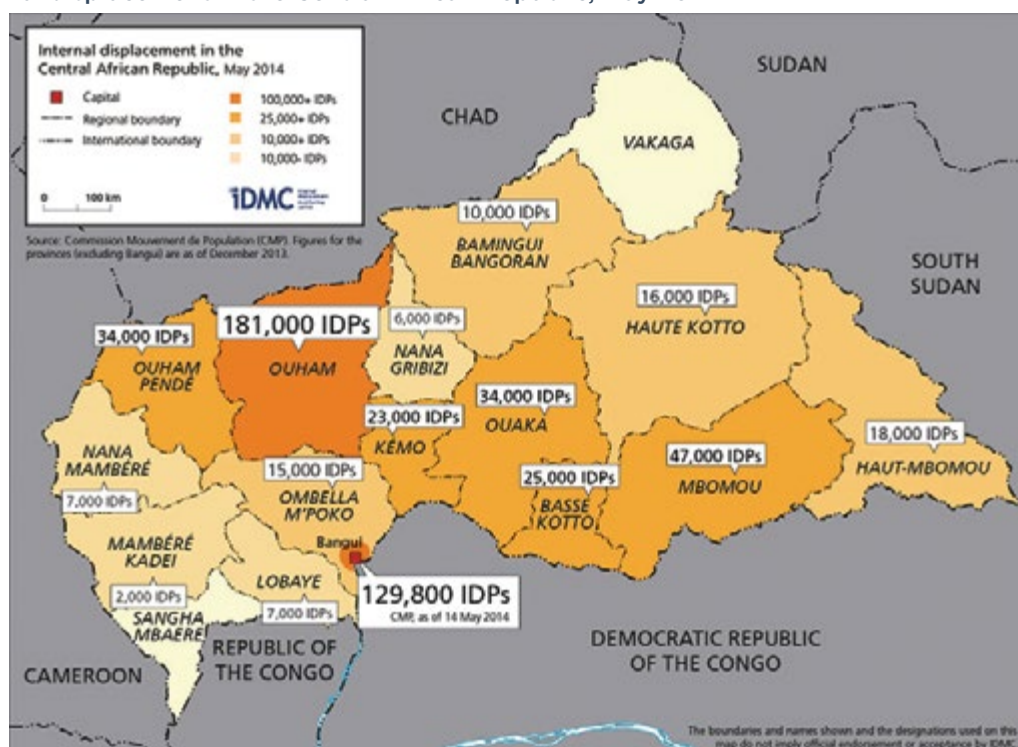 Internal displacement in the
Central African Republic, May 2014
Capital
Regional boundary
International boundary
100,000+ IDPs
25,000+ IDPs
10,000+ IDPs
10,000- IDPs
0 100 km
iDMC
Source: Commission Mouvement de Population (CMP). Figures for the
provinces (excluding Bangui) are as of December 2013.
SUDAN
CHAD
VAKAGA
10,000 IDPs
BAMINGUI
BANGORAN
SOUTH
SUDAN
16,000 IDPs
HAUTE KOTTO
181,000 IDPs
OUHAM
6,000 IDPs
NANA
GRIBIZI
34,000 IDPs
OUHAM
PENDÉ
34,000 IDPs
OUAKA
23,000 IDPs
KÉMO
18,000 IDPs
HAUT-MBOMOU
47,000 IDPs
MBOMOU
NANA
MAMBÉRÉ
7,000 IDPs
15,000 IDPs
OMBELLA
M'POKO
25,000 IDPs
BASSE
KOTTO
Bangui
MAMBÉRÉ
KADEI
2,000 IDPs
LOBAYE
7,000 IDPs
129,800 IDPs
CMP, as of 14 May 2014
SANGHA
MBAERE
REPUBLIC OF
THE CONGO
DEMOCRATIC REPUBLIC
OF THE CONGO
CAMEROON
The boundaries and names shown and the designations used on this
map do not imply official endorsement or acceptance by IDMC